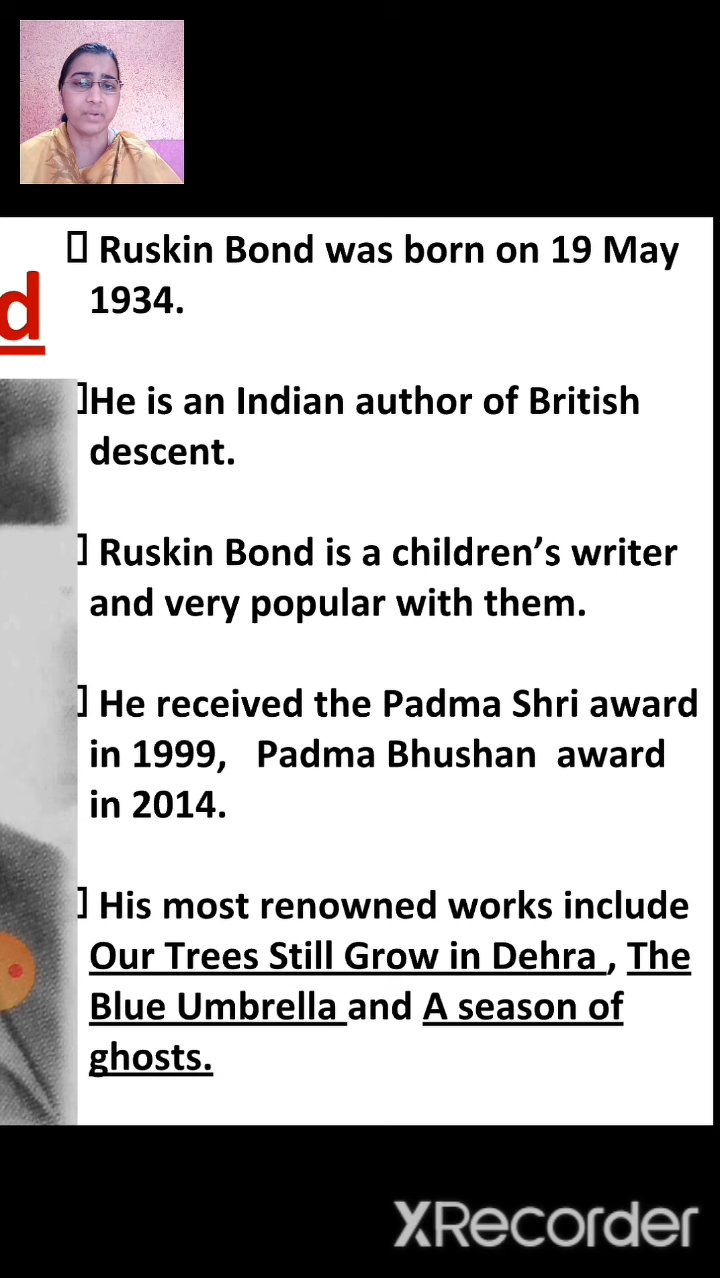 d
Ruskin Bond was born on 19 May
1934.
He is an Indian author of British
descent.
Ruskin Bond is a children’s writer
and very popular with them.
He received the Padma Shri award
in 1999, Padma Bhushan award
in 2014.
His most renowned works include
Our Trees Still Grow in Dehra , The
Blue Umbrella and A season of
ghosts.
XRecorder